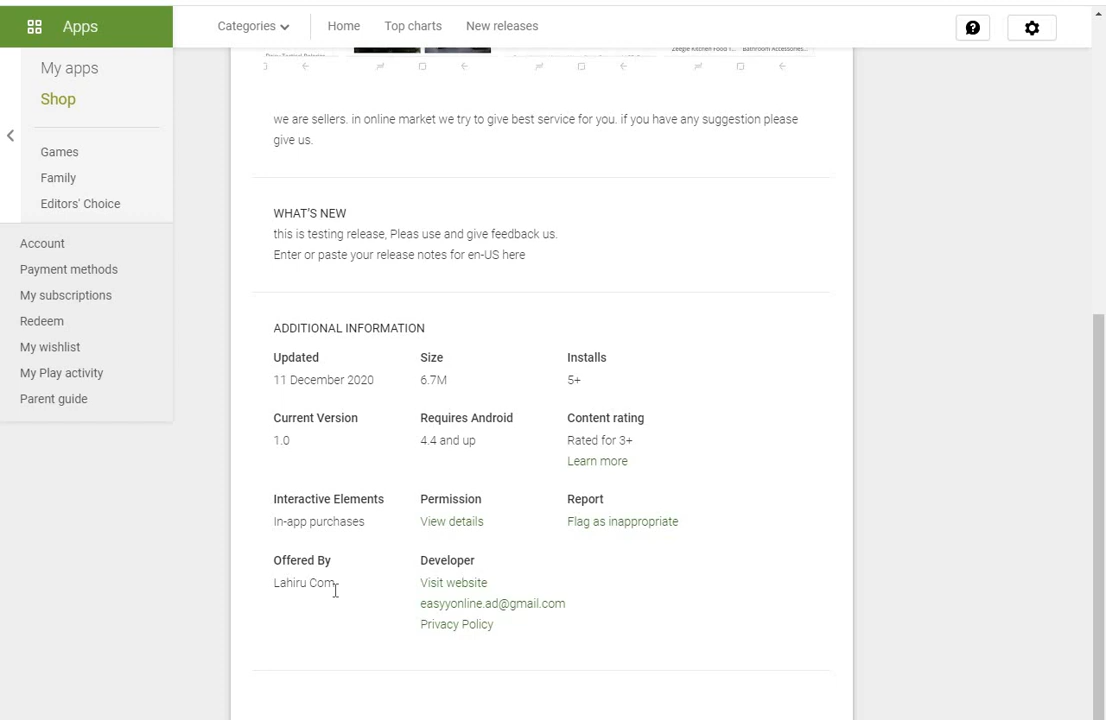 Apps
Categories
Home
Top charts
New releases
My apps
Shop
Games
Family
Editors' Choice
Account
Payment methods
My subscriptions
Redeem
My wishlist
My Play activity
Parent guide
we are sellers. in online market we try to give best service for you. if you have any suggestion please
give us.
WHAT'S NEW
this is testing release, Pleas use and give feedback us.
Enter or paste your release notes for en-US here
ADDITIONAL INFORMATION
Updated
11 December 2020
Size
6.7M
Installs
5+
Current Version
1.0
Requires Android
4.4 and up
Content rating
Rated for 3+
Learn more
Interactive Elements
In-app purchases
Permission
View details
Report
Flag as inappropriate
Offered By
Lahiru Com
Developer
Visit website
easyyonline.ad@gmail.com
Privacy Policy